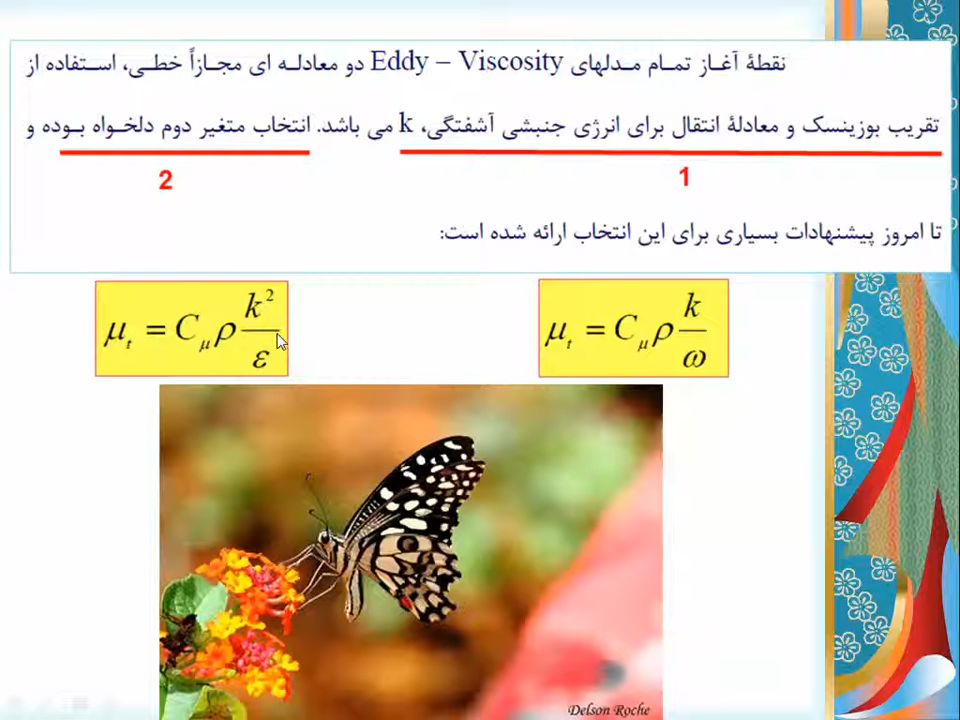 نقطهٔ آغاز تمام مدلهای Eddy – Viscosity دو معادله ای مجازاً خطی، استفاده از
تقریب بوزینسک و معادلهٔ انتقال برای انرژی جنبشی آشفتگی، k می باشد. انتخاب متغیر دوم دلخواه بوده و
1
2
تا امروز پیشنهادات بسیاری برای این انتخاب ارائه شده است:
μt = Cμ ρ k / ω
μt = Cμ ρ k² / ε
Delson Roche